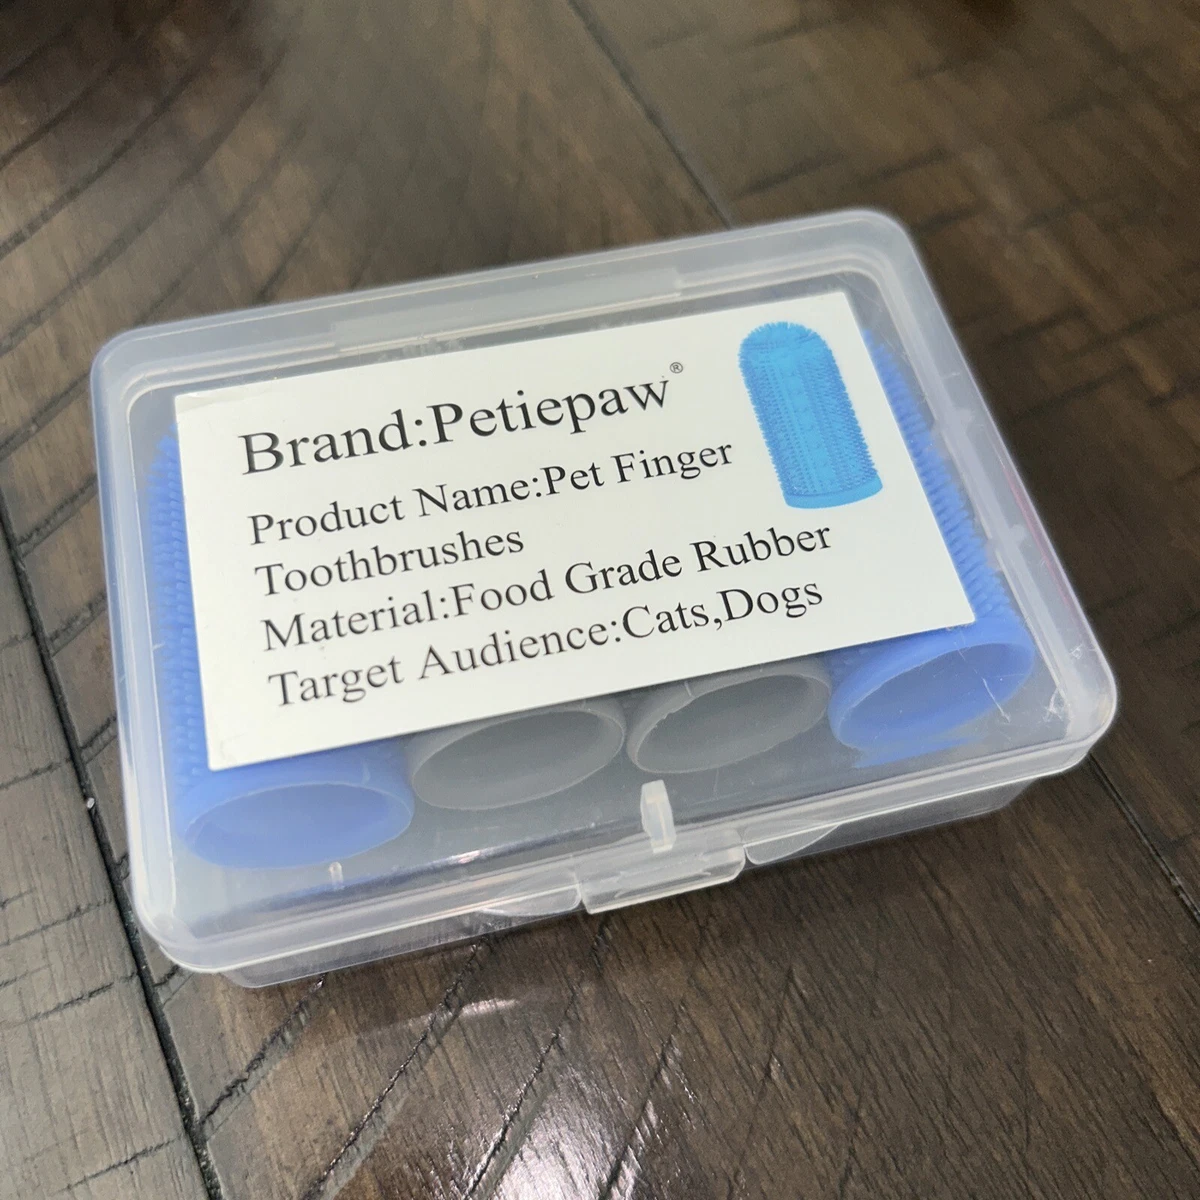 Brand:Petiepaw®
Product Name:Pet Finger
Toothbrushes
Material:Food Grade Rubber
Target Audience:Cats,Dogs